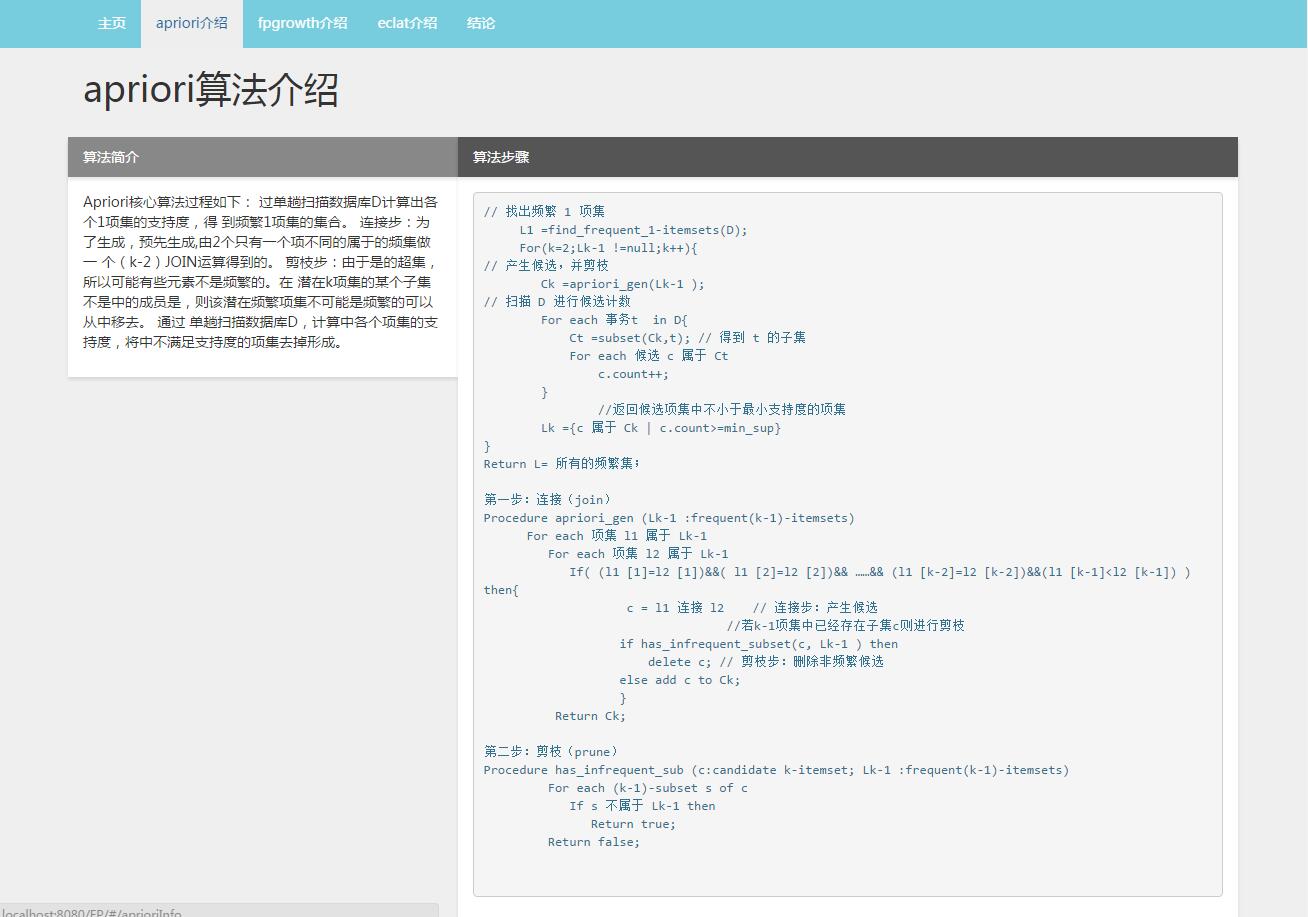 主页 apriori介绍 fpgrowth介绍 eclat介绍 结论
apriori算法介绍
算法简介
Apriori核心算法过程如下： 过单趟扫描数据库D计算出各
个1项集的支持度，得 到频繁1项集的集合。 连接步：为
了生成，预先生成,由2个只有一个项不同的属于的频集做
一 个（k-2）JOIN运算得到的。 剪枝步：由于是的超集，
所以可能有些元素不是频繁的。在 潜在k项集的某个子集
不是中的成员是，则该潜在频繁项集不可能是频繁的可以
从中移去。 通过 单趟扫描数据库D，计算中各个项集的支
持度，将中不满足支持度的项集去掉形成。
算法步骤
// 找出频繁 1 项集
L1 =find_frequent_1-itemsets(D);
For(k=2;Lk-1 !=null;k++){
// 产生候选，并剪枝
Ck =apriori_gen(Lk-1 );
// 扫描 D 进行候选计数
For each 事务t  in D{
Ct =subset(Ck,t); // 得到 t 的子集
For each 候选 c 属于 Ct
c.count++;
}
//返回候选项集中不小于最小支持度的项集
Lk ={c 属于 Ck | c.count>=min_sup}
}
Return L= 所有的频繁集；
第一步：连接（join）
Procedure apriori_gen (Lk-1 :frequent(k-1)-itemsets)
For each 项集 l1 属于 Lk-1
For each 项集 l2 属于 Lk-1
If( (l1 [1]=l2 [1])&&( l1 [2]=l2 [2])&& ……&& (l1 [k-2]=l2 [k-2])&&(l1 [k-1]<l2 [k-1]) )
then{
c = l1 连接 l2    // 连接步：产生候选
//若k-1项集中已经存在子集c则进行剪枝
if has_infrequent_subset(c, Lk-1 ) then
delete c; // 剪枝步：删除非频繁候选
else add c to Ck;
}
Return Ck;
第二步：剪枝（prune）
Procedure has_infrequent_sub (c:candidate k-itemset; Lk-1 :frequent(k-1)-itemsets)
For each (k-1)-subset s of c
If s 不属于 Lk-1 then
Return true;
Return false;
localhost:8080/FP/#/aprioriInfo